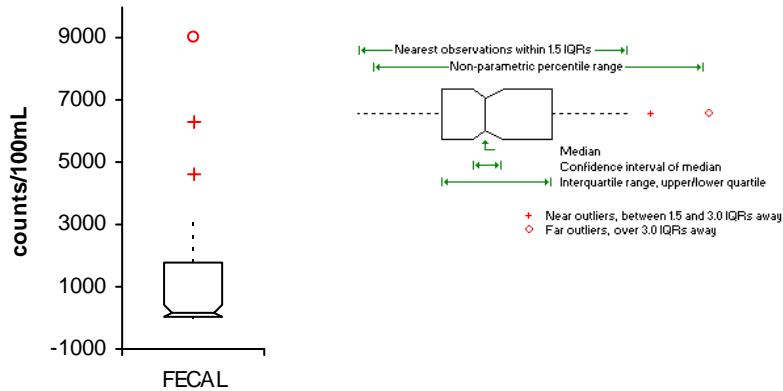 9000
7000
5000
3000
1000
-1000
counts/100mL
FECAL
Nearest observations within 1.5 IQRs
Non-parametric percentile range
Median
Confidence interval of median
Interquartile range, upper/lower quartile
+ Near outliers, between 1.5 and 3.0 IQRs away
Far outliers, over 3.0 IQRs away